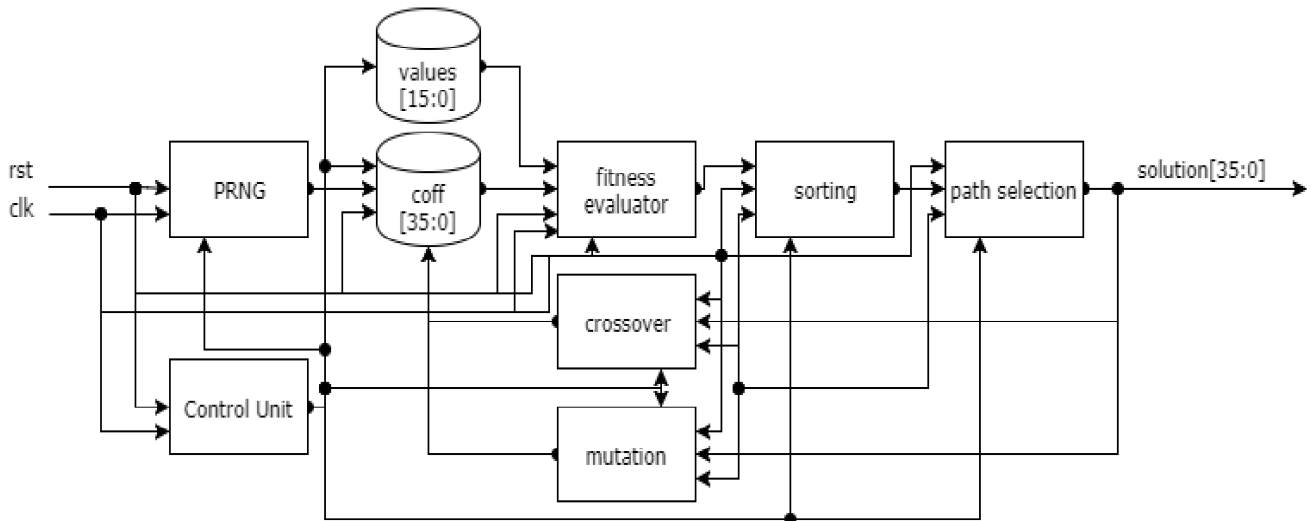 values
[15:0]
rst
clk
PRNG
coff
[35:0]
fitness
evaluator
sorting
path selection
solution[35:0]
crossover
Control Unit
mutation